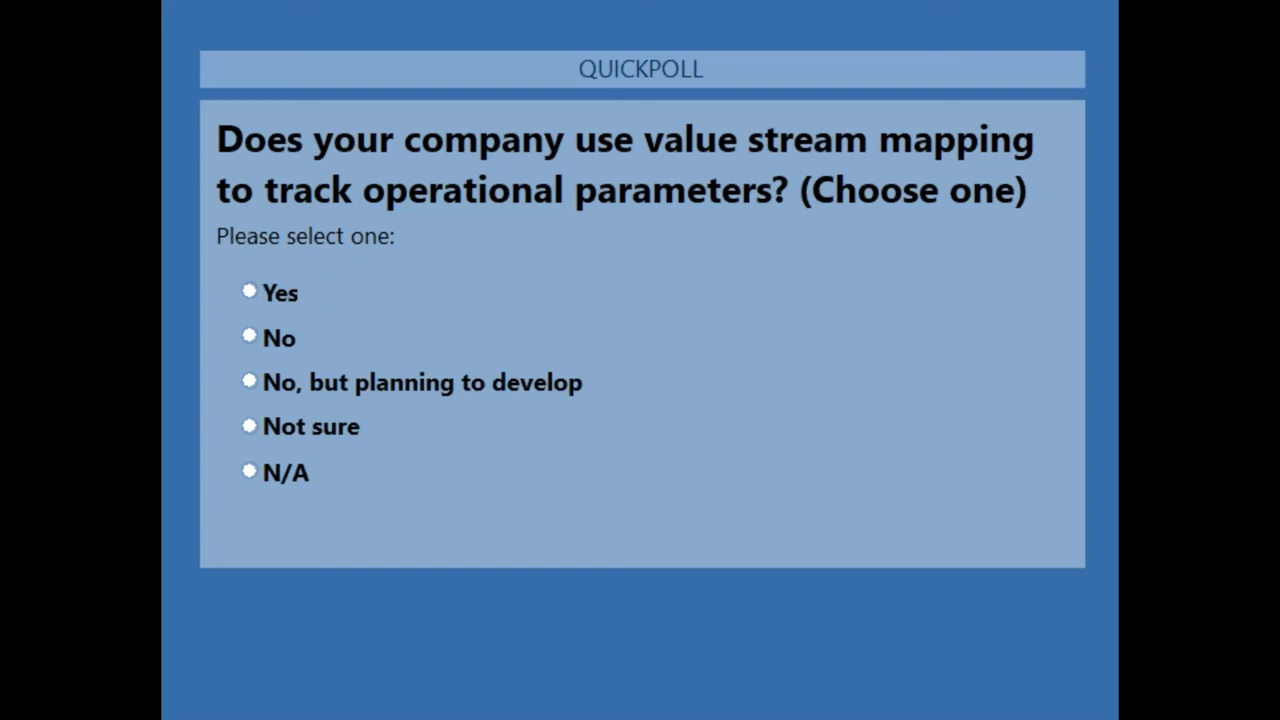 QUICKPOLL
Does your company use value stream mapping
to track operational parameters? (Choose one)
Please select one:
Yes
No
No, but planning to develop
Not sure
N/A